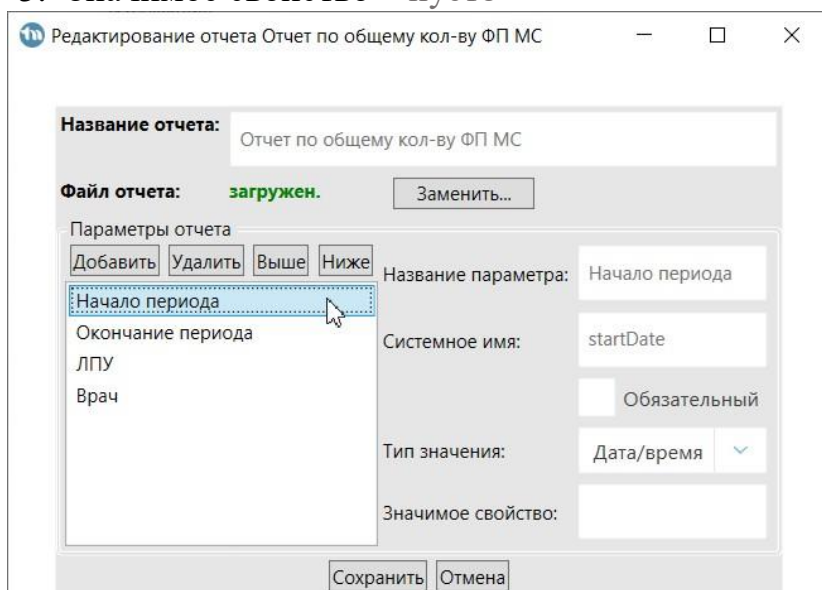 Редактирование отчета Отчет по общему кол-ву ФП МС
Название отчета:
Отчет по общему кол-ву ФП МС
Файл отчета: загружен. Заменить...
Параметры отчета
Добавить Удалить Выше Ниже
Начало периода
Окончание периода
ЛПУ
Врач
Название параметра: Начало периода
Системное имя: startDate
Обязательный
Тип значения: Дата/время
Значимое свойство:
Сохранить Отмена